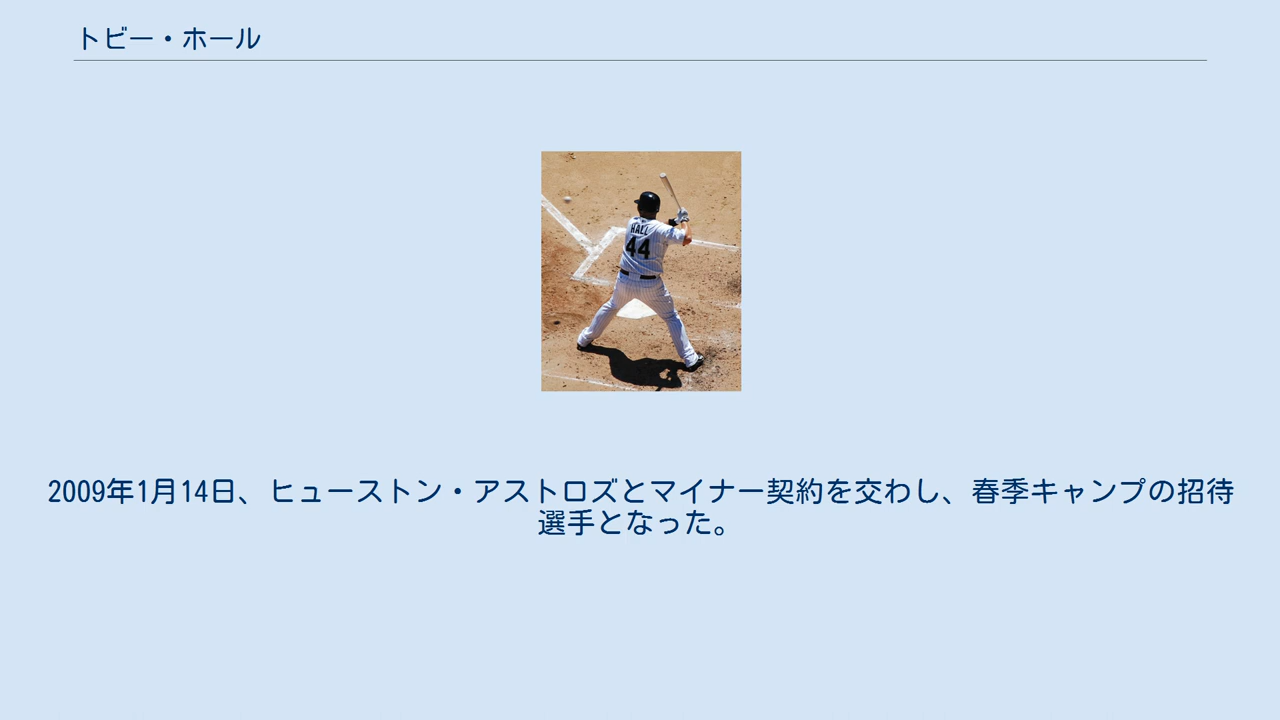 トビー・ホール
HALL
44
2009年1月14日、ヒューストン・アストロズとマイナー契約を交わし、春季キャンプの招待
選手となった。